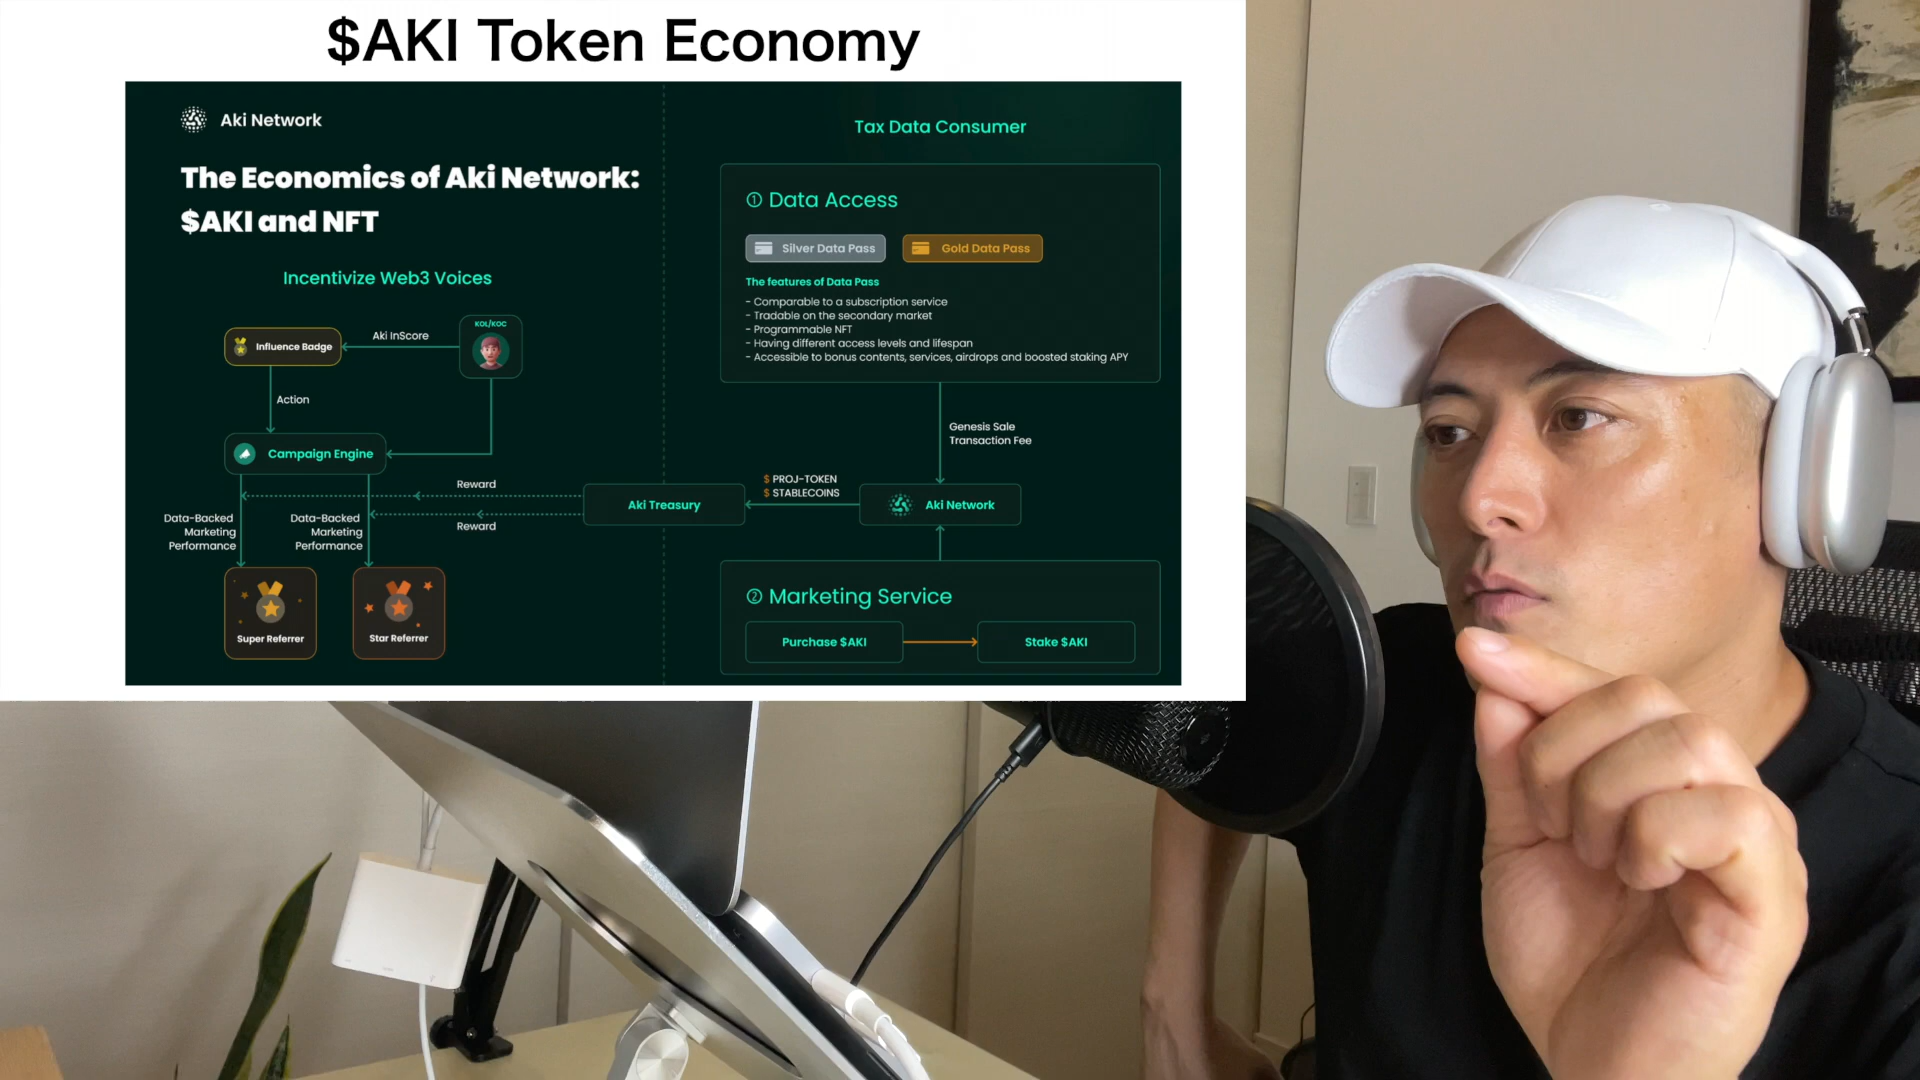 $AKI Token Economy
Aki Network
The Economics of Aki Network:
$AKI and NFT
Incentivize Web3 Voices
Influence Badge
Aki InScore
KOL/KOC
Action
Campaign Engine
Reward
Reward
Data-Backed
Marketing
Performance
Data-Backed
Marketing
Performance
Super Referrer
Star Referrer
Aki Treasury
$ PROJ-TOKEN
$ STABLECOINS
Tax Data Consumer
① Data Access
Silver Data Pass
Gold Data Pass
The features of Data Pass
- Comparable to a subscription service
- Tradable on the secondary market
- Programmable NFT
- Having different access levels and lifespan
- Accessible to bonus contents, services, airdrops and boosted staking APY
Genesis Sale
Transaction Fee
Aki Network
② Marketing Service
Purchase $AKI
Stake $AKI